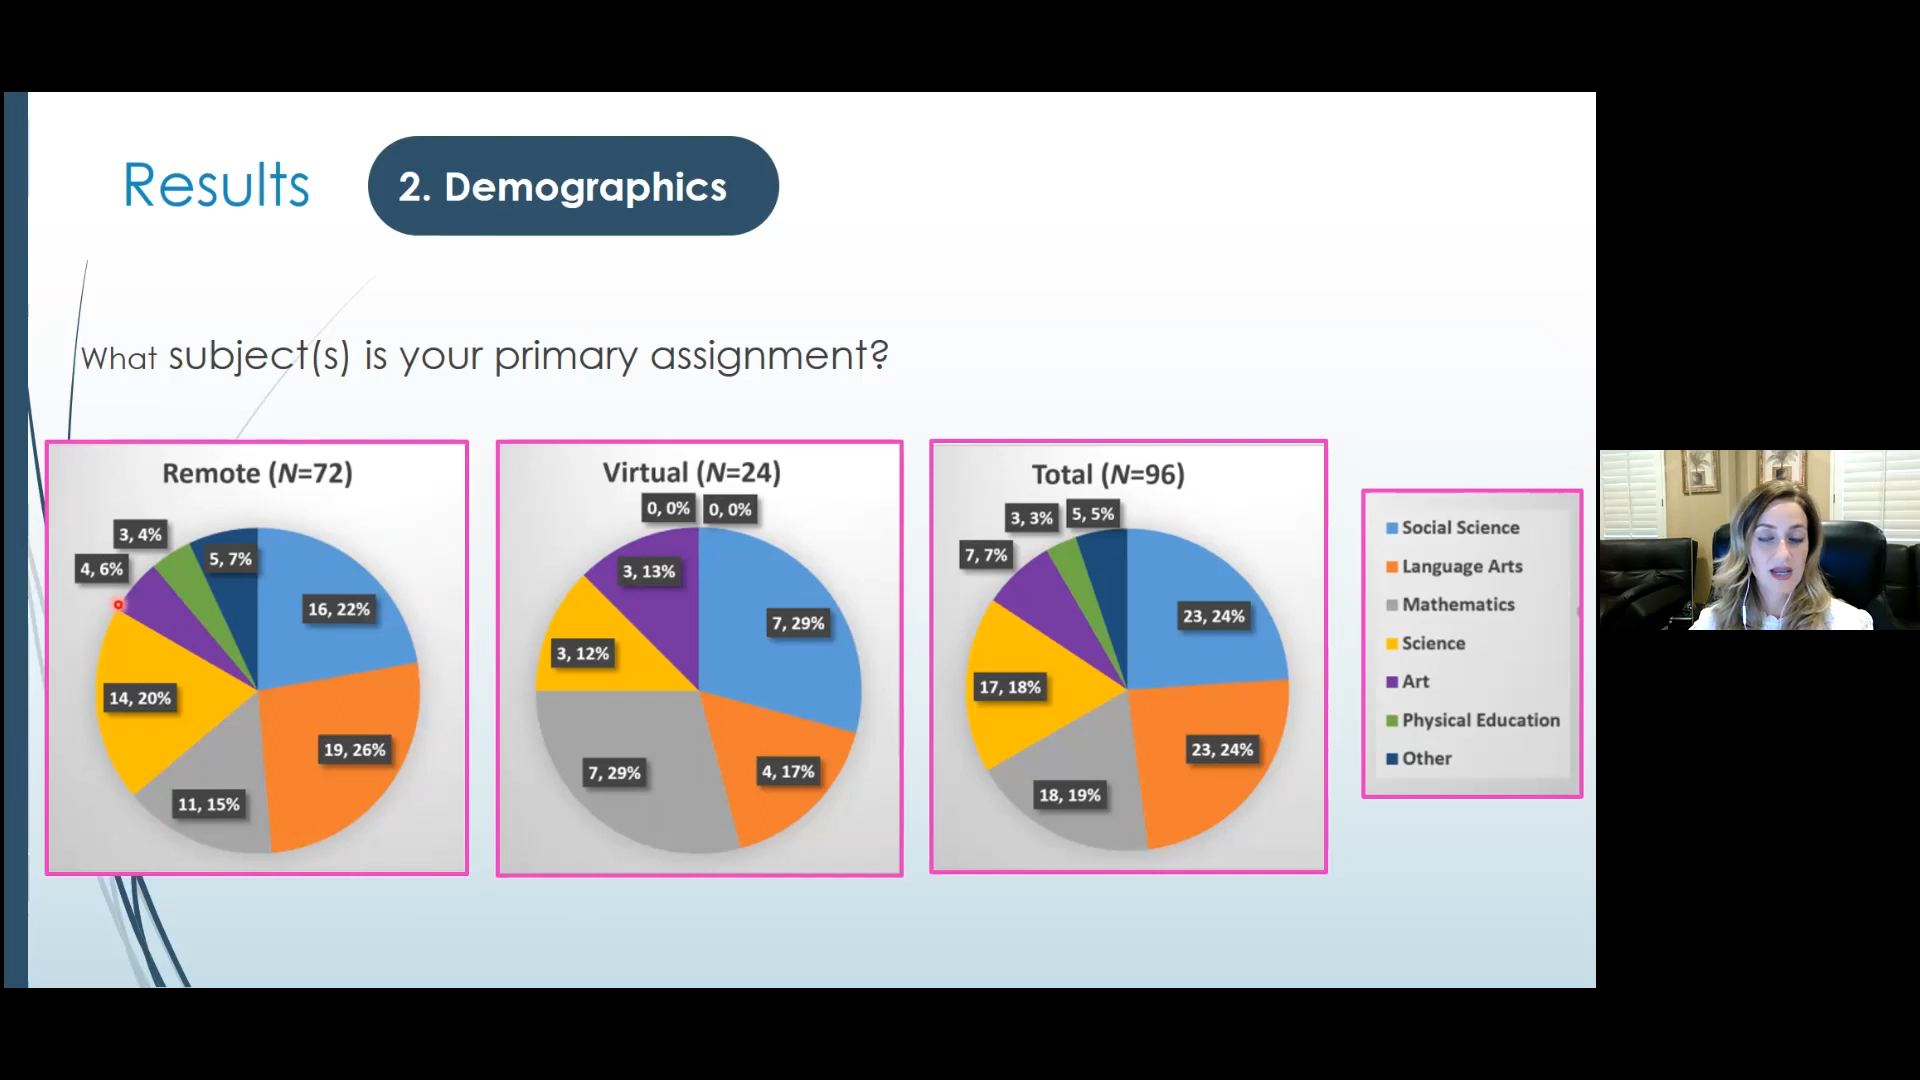 Results
2. Demographics
What subject(s) is your primary assignment?
Remote (N=72)
3, 4%
4, 6%
5, 7%
16, 22%
14, 20%
19, 26%
11, 15%
Virtual (N=24)
0, 0%
0, 0%
3, 13%
7, 29%
3, 12%
7, 29%
4, 17%
Total (N=96)
3, 3%
5, 5%
7, 7%
23, 24%
17, 18%
23, 24%
18, 19%
Social Science
Language Arts
Mathematics
Science
Art
Physical Education
Other